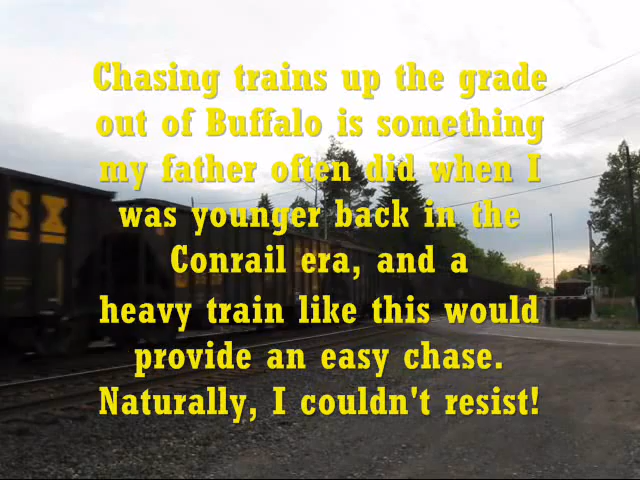 Chasing trains up the grade
out of Buffalo is something
my father often did when I
was younger back in the
Conrail era, and a
heavy train like this would
provide an easy chase.
Naturally, I couldn't resist!
SX